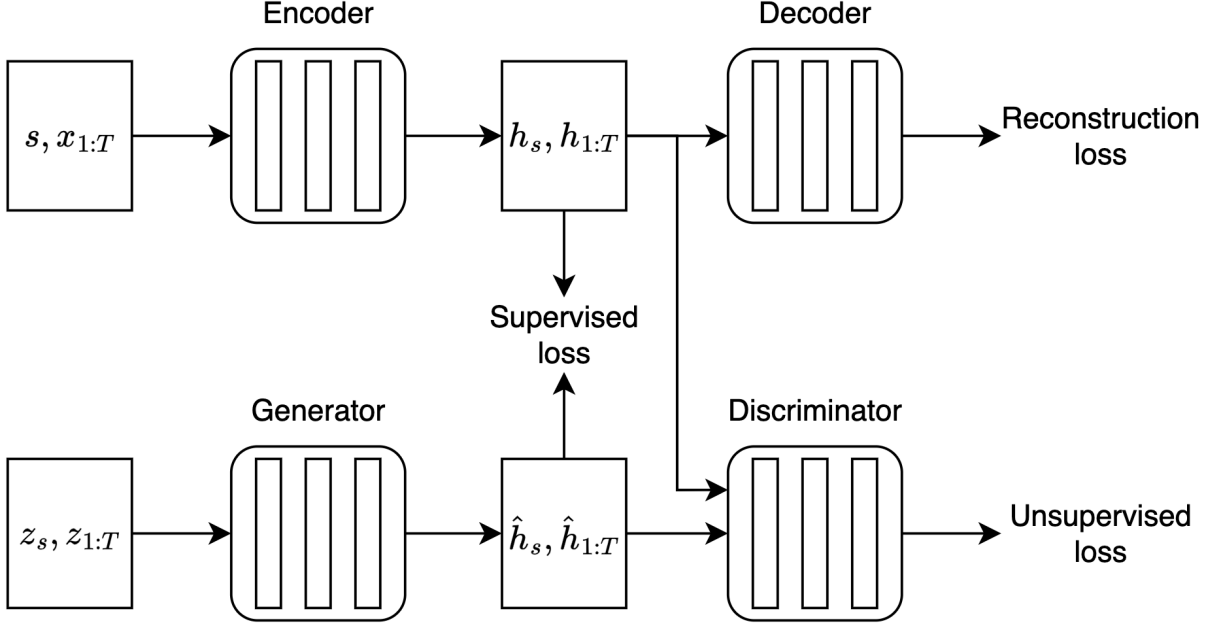 Encoder
Decoder
s, x_{1:T}
h_s, h_{1:T}
Reconstruction
loss
Supervised
loss
Generator
Discriminator
z_s, z_{1:T}
ĥ_s, ĥ_{1:T}
Unsupervised
loss